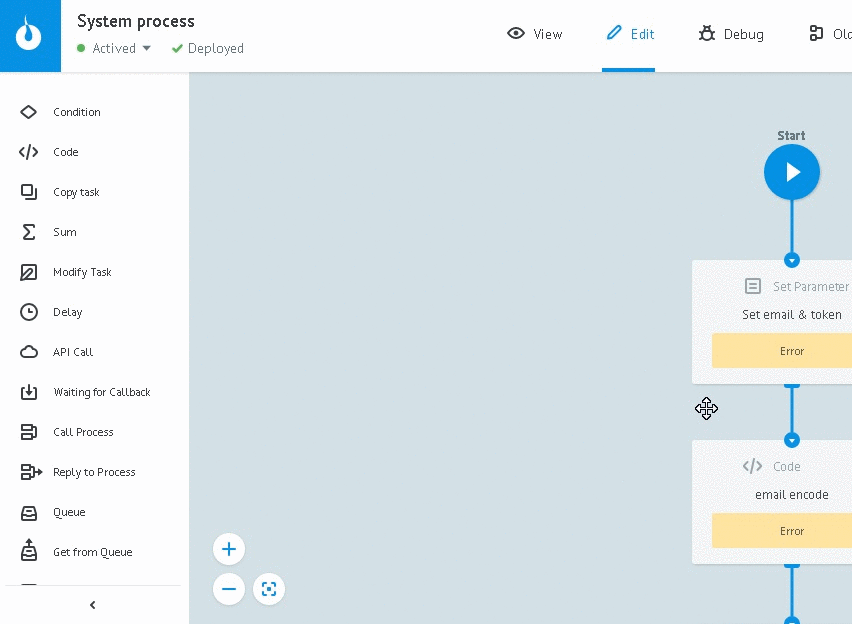 System process
Actived
Deployed
View
Edit
Debug
Condition
Code
Copy task
Sum
Modify Task
Delay
API Call
Waiting for Callback
Call Process
Reply to Process
Queue
Get from Queue
Start
Set Parameter
Set email & token
Error
Code
email encode
Error